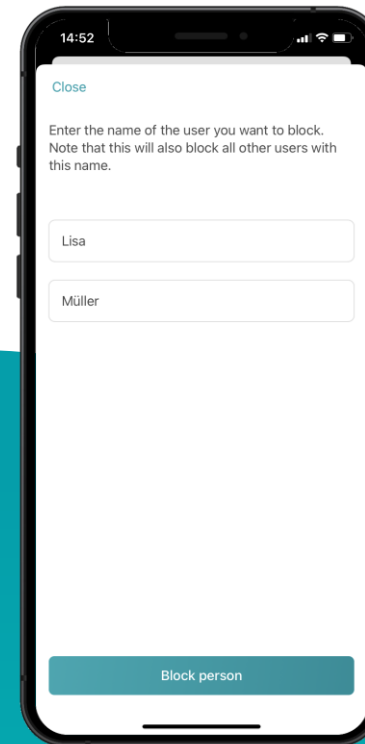 14:52
Close
Enter the name of the user you want to block.
Note that this will also block all other users with
this name.
Lisa
Müller
Block person